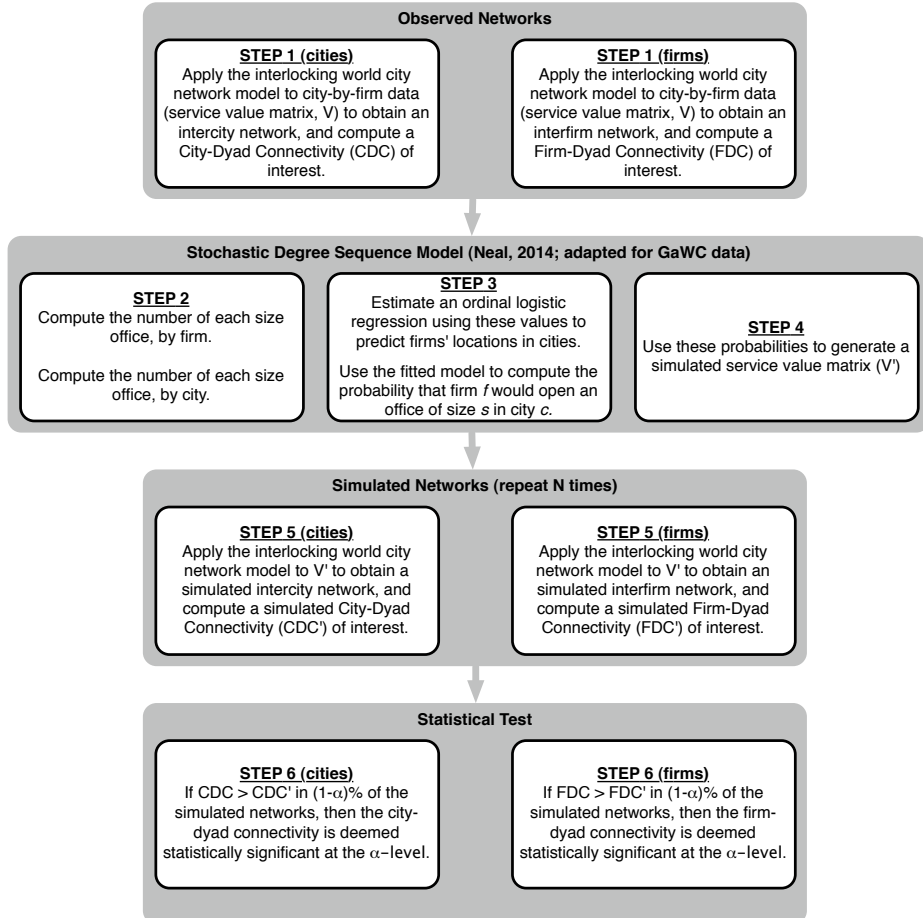 Observed Networks
STEP 1 (cities)
Apply the interlocking world city
network model to city-by-firm data
(service value matrix, V) to obtain an
intercity network, and compute a
City-Dyad Connectivity (CDC) of
interest.
STEP 1 (firms)
Apply the interlocking world city
network model to city-by-firm data
(service value matrix, V) to obtain an
interfirm network, and compute a
Firm-Dyad Connectivity (FDC) of
interest.
Stochastic Degree Sequence Model (Neal, 2014; adapted for GaWC data)
STEP 2
Compute the number of each size
office, by firm.
Compute the number of each size
office, by city.
STEP 3
Estimate an ordinal logistic
regression using these values to
predict firms' locations in cities.
Use the fitted model to compute the
probability that firm f would open an
office of size s in city c.
STEP 4
Use these probabilities to generate a
simulated service value matrix (V')
Simulated Networks (repeat N times)
STEP 5 (cities)
Apply the interlocking world city
network model to V' to obtain a
simulated intercity network, and
compute a simulated City-Dyad
Connectivity (CDC') of interest.
STEP 5 (firms)
Apply the interlocking world city
network model to V' to obtain an
simulated interfirm network, and
compute a simulated Firm-Dyad
Connectivity (FDC') of interest.
Statistical Test
STEP 6 (cities)
If CDC > CDC' in (1-α)% of the
simulated networks, then the city-
dyad connectivity is deemed
statistically significant at the α-level.
STEP 6 (firms)
If FDC > FDC' in (1-α)% of the
simulated networks, then the firm-
dyad connectivity is deemed
statistically significant at the α-level.